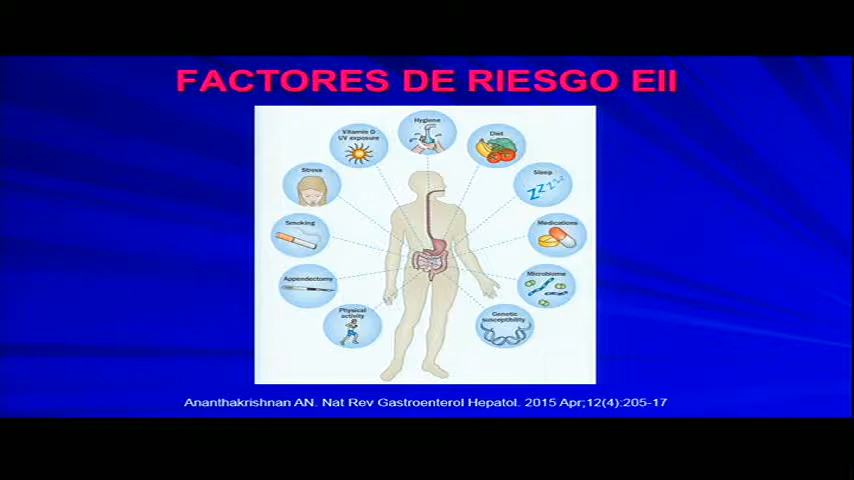 FACTORES DE RIESGO EII
Hygiene
Vitamin D
UV exposure
Diet
Stress
Sleep
Smoking
Medications
Appendectomy
Microbiome
Physical
activity
Genetic
susceptibility
Ananthakrishnan AN. Nat Rev Gastroenterol Hepatol. 2015 Apr;12(4):205-17